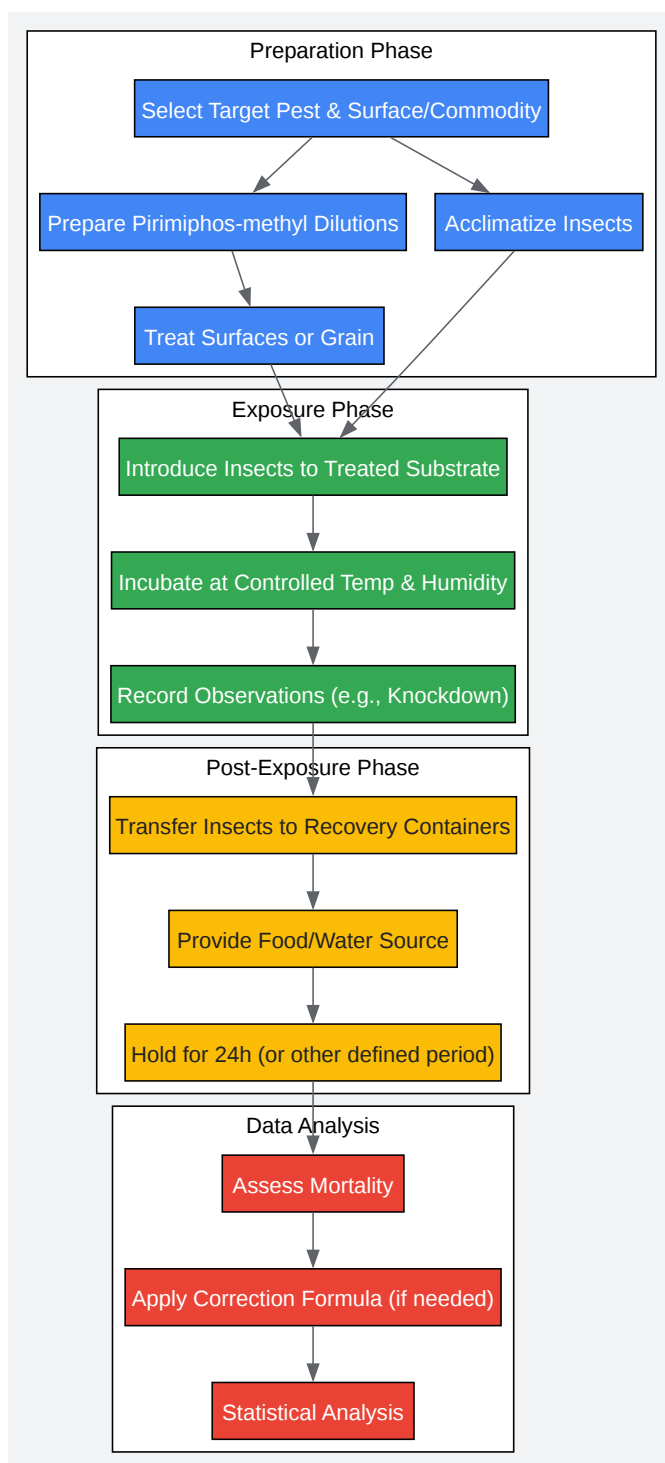 Preparation Phase
Select Target Pest & Surface/Commodity
Prepare Pirimiphos-methyl Dilutions
Acclimatize Insects
Treat Surfaces or Grain
Exposure Phase
Introduce Insects to Treated Substrate
Incubate at Controlled Temp & Humidity
Record Observations (e.g., Knockdown)
Post-Exposure Phase
Transfer Insects to Recovery Containers
Provide Food/Water Source
Hold for 24h (or other defined period)
Data Analysis
Assess Mortality
Apply Correction Formula (if needed)
Statistical Analysis